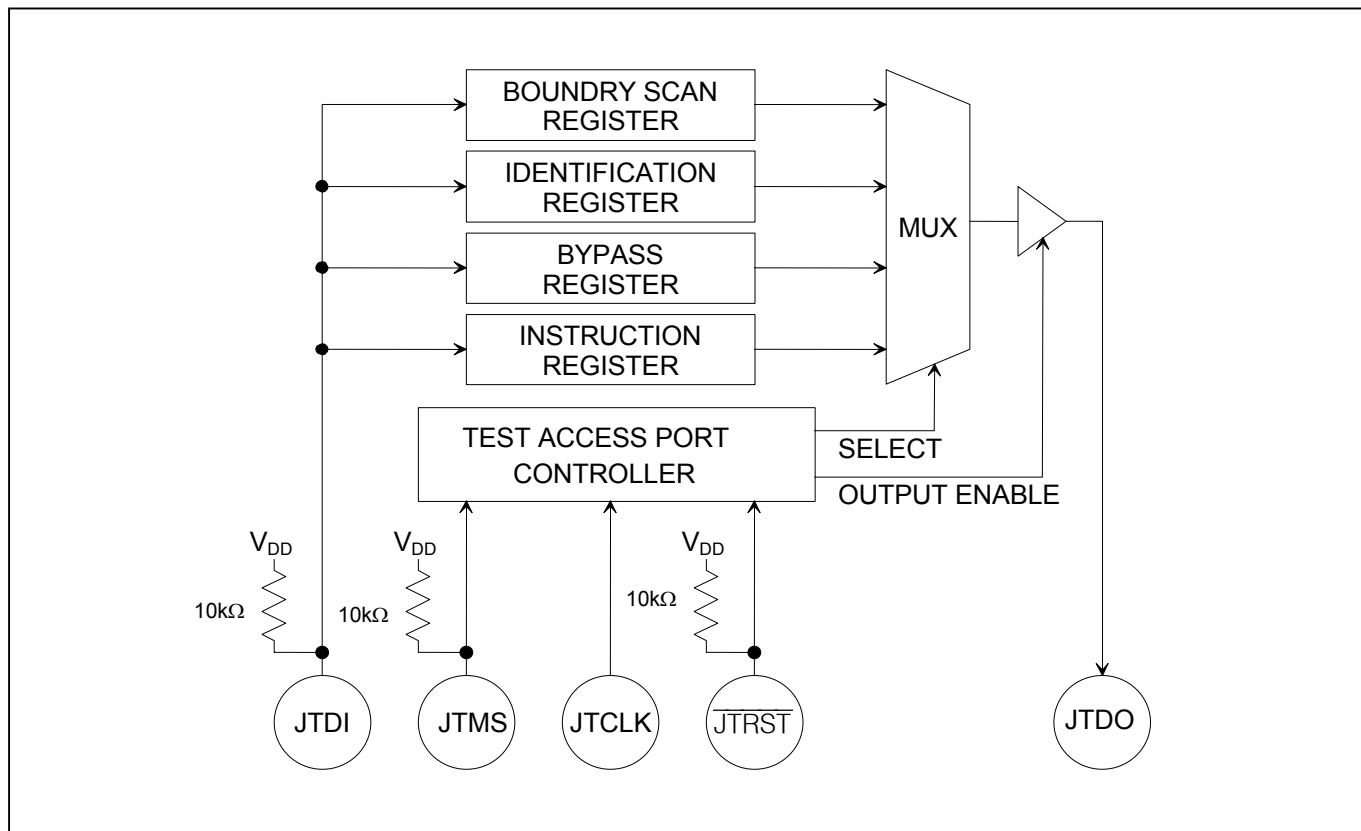 BOUNDRY SCAN
REGISTER
IDENTIFICATION
REGISTER
BYPASS
REGISTER
INSTRUCTION
REGISTER
MUX
TEST ACCESS PORT
CONTROLLER
SELECT
OUTPUT ENABLE
VDD
VDD
VDD
10kΩ
10kΩ
10kΩ
JTDI
JTMS
JTCLK
JTRST
JTDO